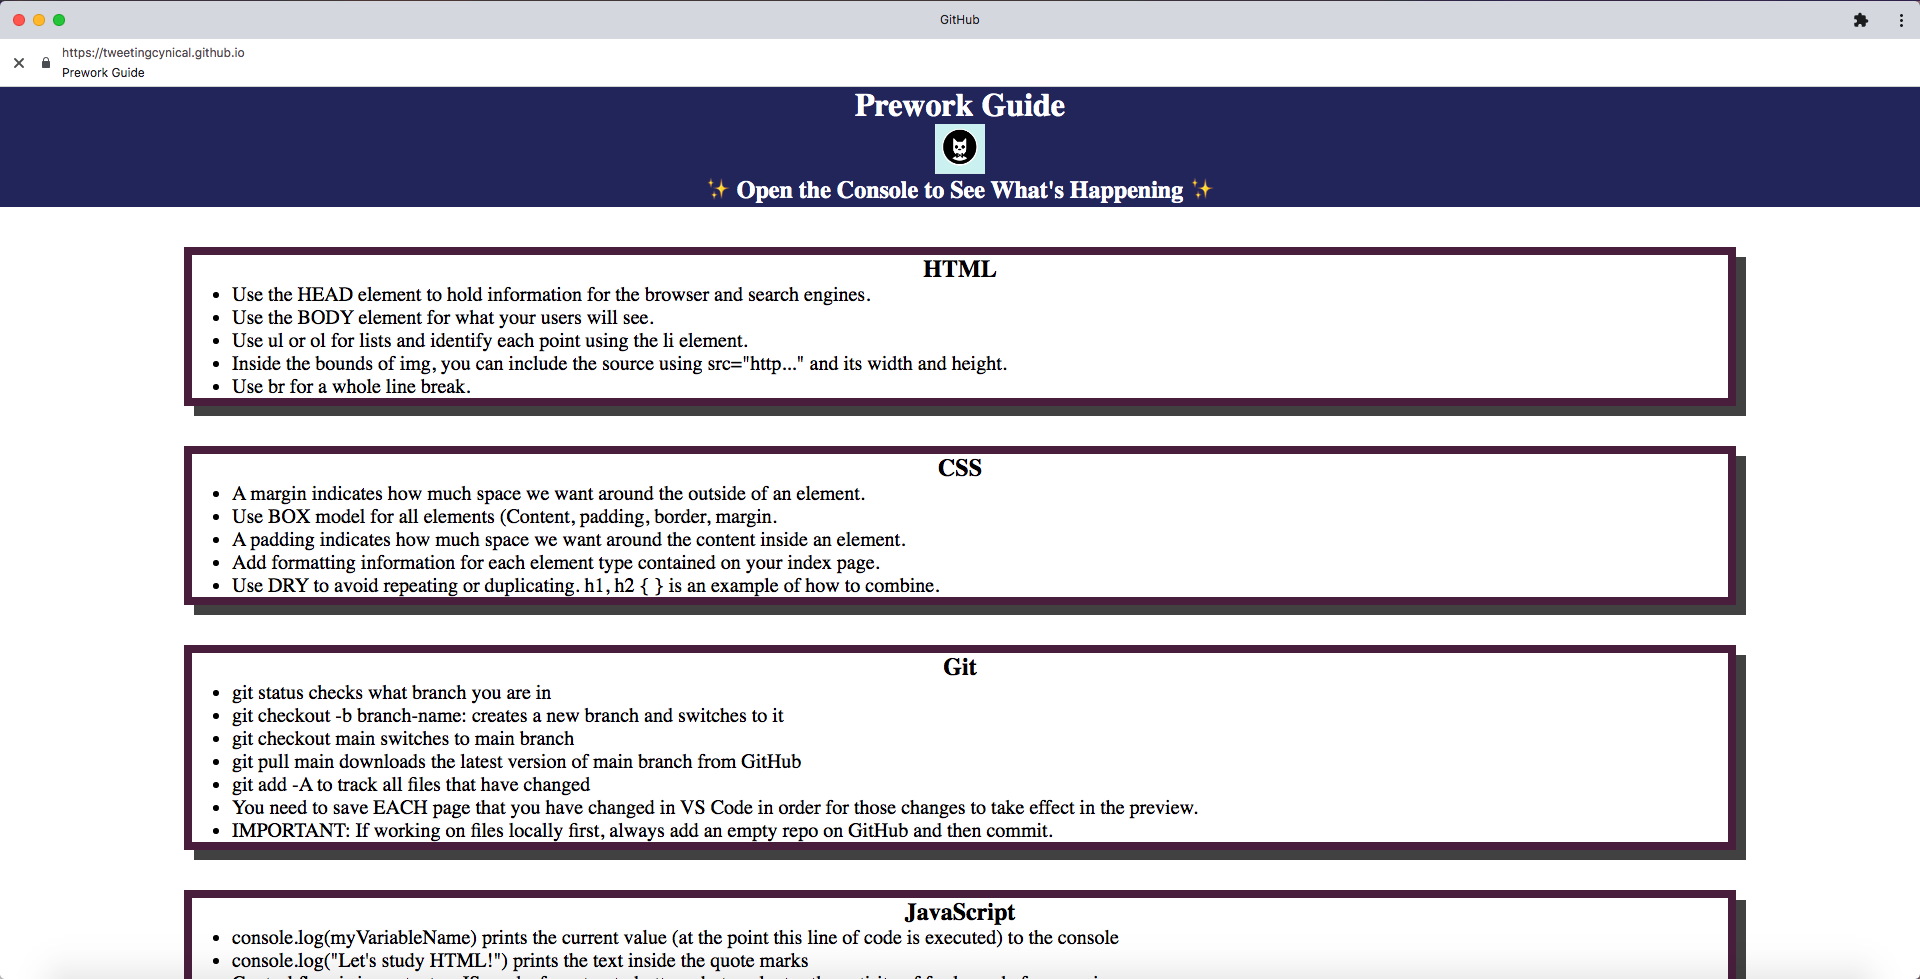 GitHub
https://tweetingcynical.github.io
Prework Guide
Prework Guide
✨ Open the Console to See What's Happening ✨
HTML
• Use the HEAD element to hold information for the browser and search engines.
• Use the BODY element for what your users will see.
• Use ul or ol for lists and identify each point using the li element.
• Inside the bounds of img, you can include the source using src="http..." and its width and height.
• Use br for a whole line break.
CSS
• A margin indicates how much space we want around the outside of an element.
• Use BOX model for all elements (Content, padding, border, margin.
• A padding indicates how much space we want around the content inside an element.
• Add formatting information for each element type contained on your index page.
• Use DRY to avoid repeating or duplicating. h1, h2 { } is an example of how to combine.
Git
• git status checks what branch you are in
• git checkout -b branch-name: creates a new branch and switches to it
• git checkout main switches to main branch
• git pull main downloads the latest version of main branch from GitHub
• git add -A to track all files that have changed
• You need to save EACH page that you have changed in VS Code in order for those changes to take effect in the preview.
• IMPORTANT: If working on files locally first, always add an empty repo on GitHub and then commit.
JavaScript
• console.log(myVariableName) prints the current value (at the point this line of code is executed) to the console
• console.log("Let's study HTML!") prints the text inside the quote marks